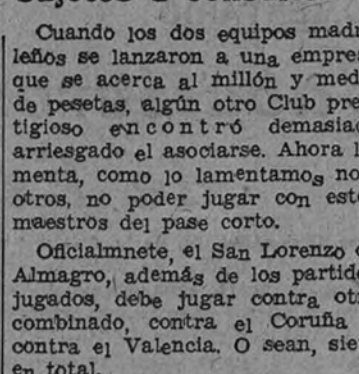 Cuando los dos equipos madri
leños se lanzaron a una empres
que se acerca al millón y med
de pesetas, algún otro Club pre
tigioso encontró demasiad
arriesgado el asociarse. Ahora l
menta, como lo lamentamos no
otros, no poder jugar con est
maestros del pase corto.
Oficialmnete, el San Lorenzo d
Almagro, además de los partido
jugados, debe jugar contra otr
combinado, contra el Coruña
contra el Valencia. O sean, sie
en total.